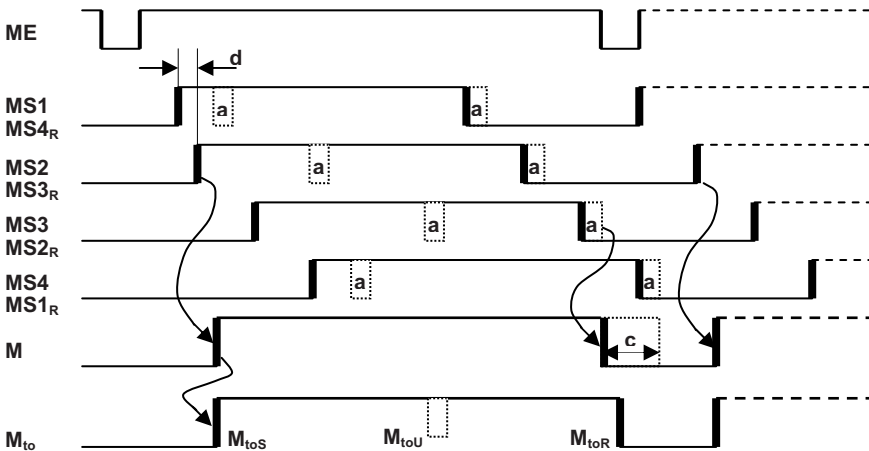 ME
d
MS1
MS4R
a a
MS2
MS3R
a a
MS3
MS2R
a a
MS4
MS1R
a a
M
c
Mto
MtoS MtoU MtoR